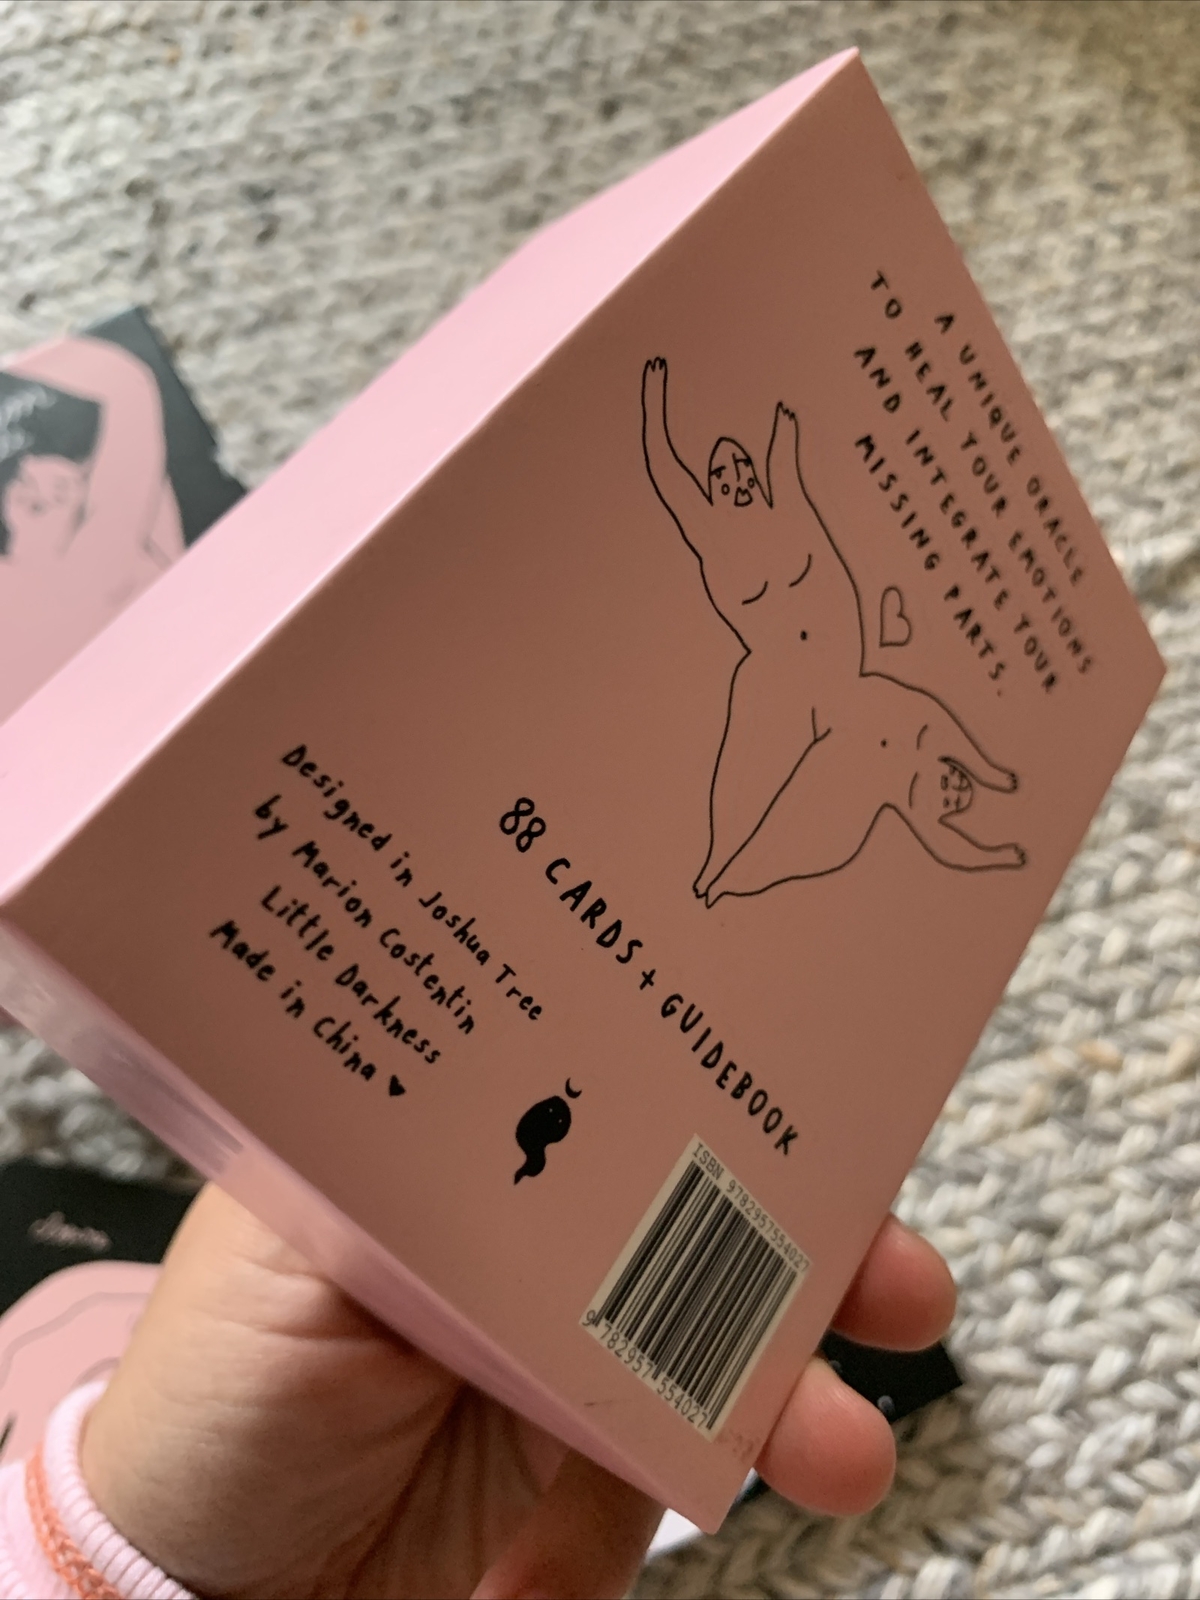 A UNIQUE ORACLE
TO HEAL YOUR EMOTIONS
AND INTEGRATE YOUR
MISSING PARTS.
88 CARDS + GUIDEBOOK
Designed in Joshua Tree
by Marion Costentin
Little Darkness
Made in China ♥
ISBN 9782957554027
9 782957 554027